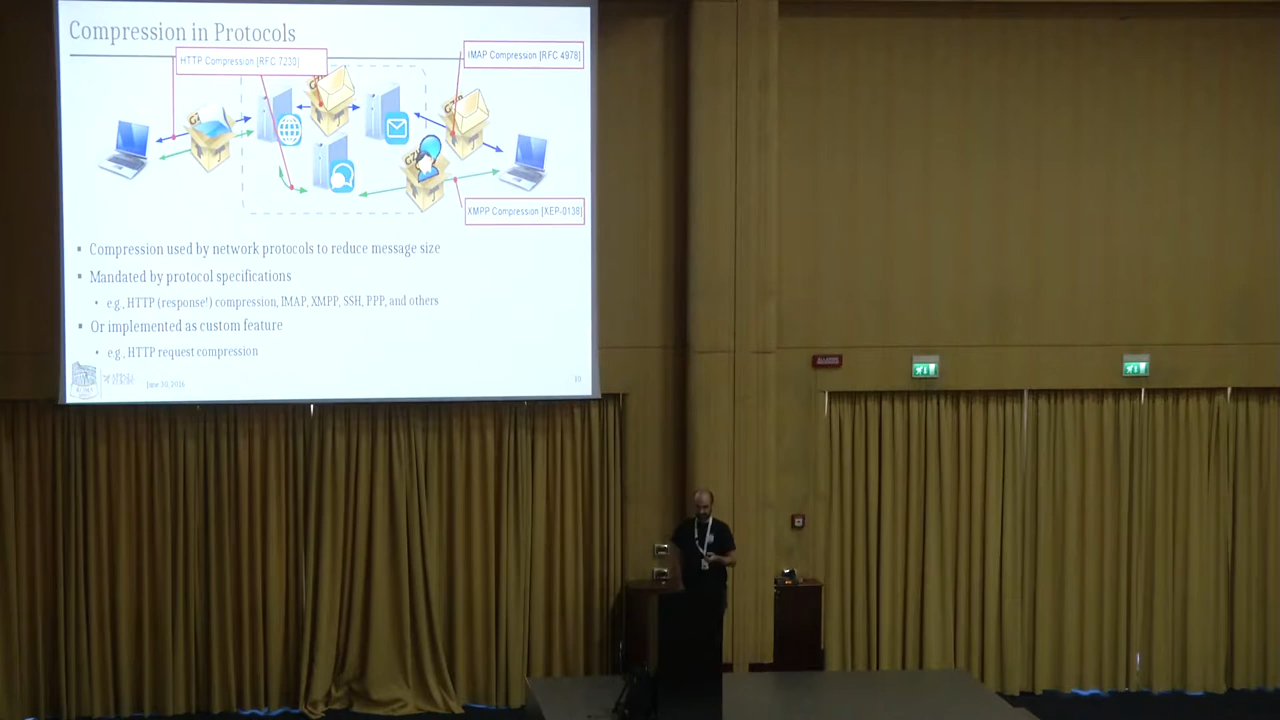 Compression in Protocols
HTTP Compression [RFC 7230]
IMAP Compression [RFC 4978]
XMPP Compression [XEP-0138]
Compression used by network protocols to reduce message size
Mandated by protocol specifications
e.g., HTTP (response!) compression, IMAP, XMPP, SSH, PPP, and others
Or implemented as custom feature
e.g., HTTP request compression
June 30, 2016